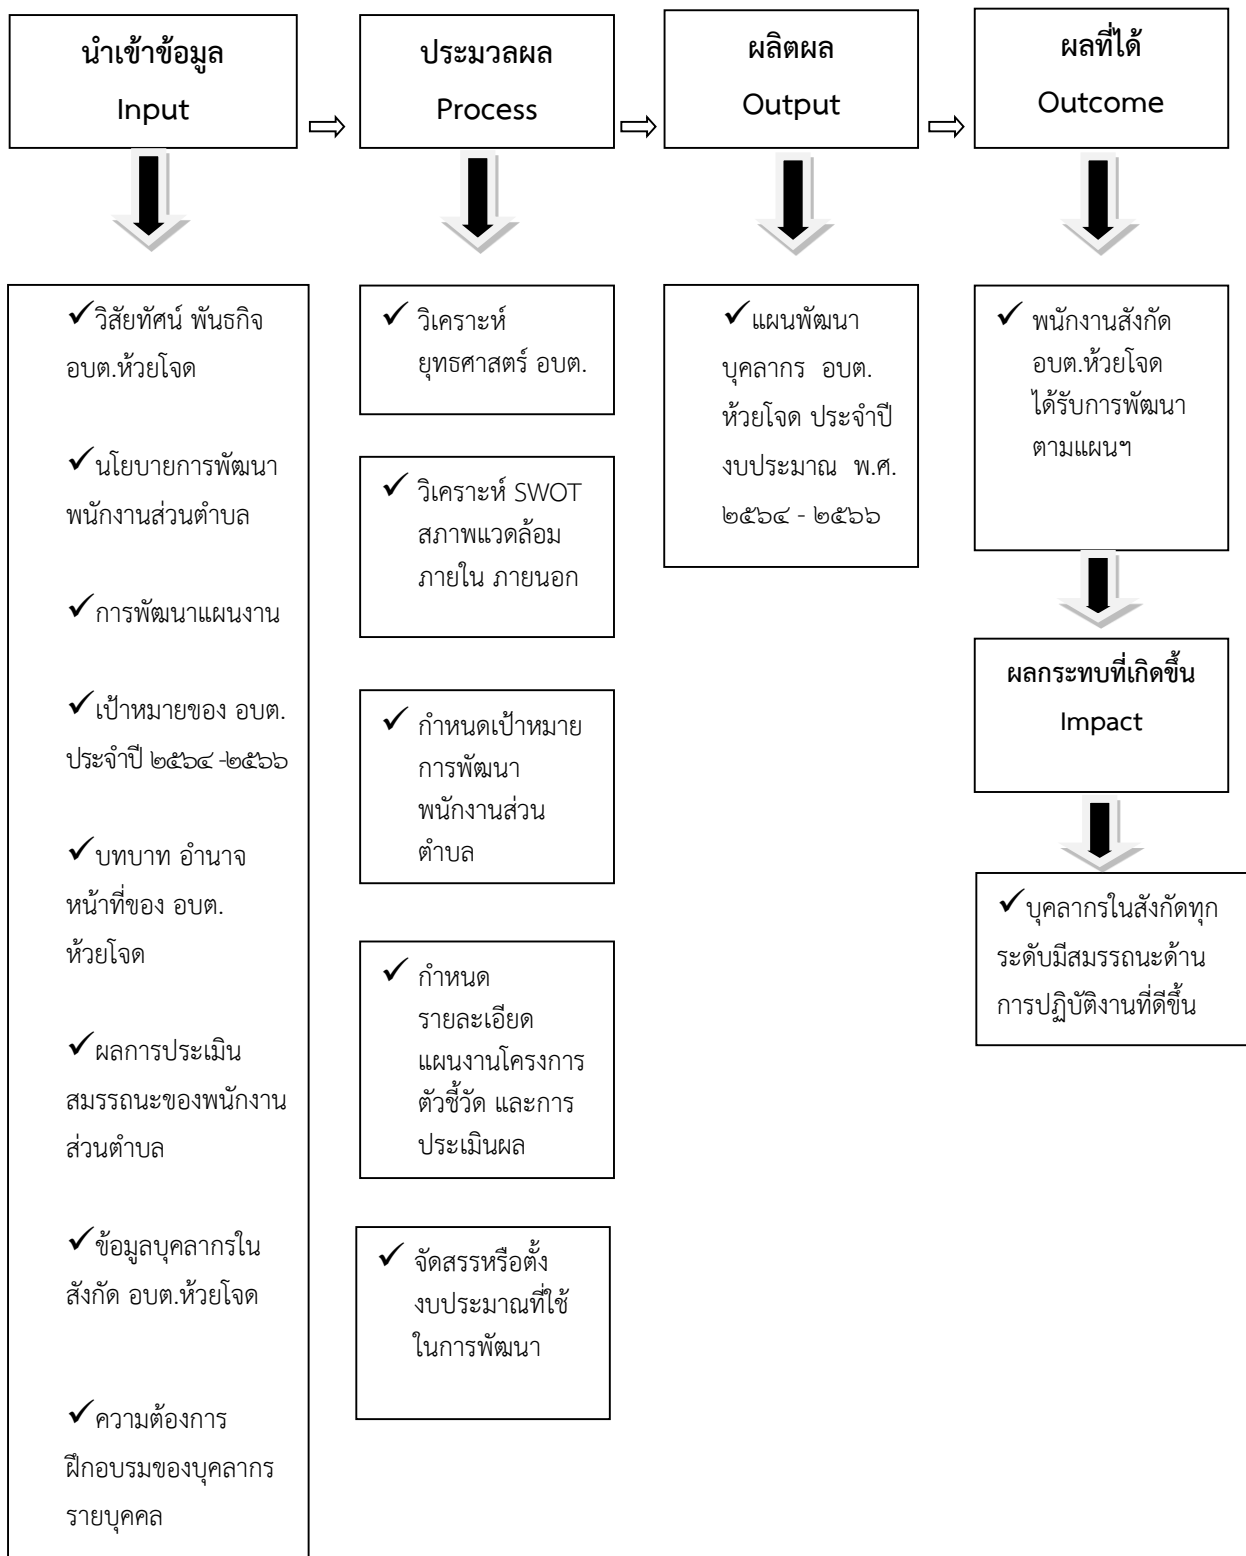 นำเข้าข้อมูล
Input
ประมวลผล
Process
ผลิตผล
Output
ผลที่ได้
Outcome
✓วิสัยทัศน์ พันธกิจ
อบต.ห้วยโจด
✓นโยบายการพัฒนา
พนักงานส่วนตำบล
✓การพัฒนาแผนงาน
✓เป้าหมายของ อบต.
ประจำปี ๒๕๖๔ -๒๕๖๖
✓บทบาท อำนาจ
หน้าที่ของ อบต.
ห้วยโจด
✓ผลการประเมิน
สมรรถนะของพนักงาน
ส่วนตำบล
✓ข้อมูลบุคลากรใน
สังกัด อบต.ห้วยโจด
✓ความต้องการ
ฝึกอบรมของบุคลากร
รายบุคคล
✓ วิเคราะห์
ยุทธศาสตร์ อบต.
✓ วิเคราะห์ SWOT
สภาพแวดล้อม
ภายใน ภายนอก
✓ กำหนดเป้าหมาย
การพัฒนา
พนักงานส่วน
ตำบล
✓ กำหนด
รายละเอียด
แผนงานโครงการ
ตัวชี้วัด และการ
ประเมินผล
✓ จัดสรรหรือตั้ง
งบประมาณที่ใช้
ในการพัฒนา
✓แผนพัฒนา
บุคลากร อบต.
ห้วยโจด ประจำปี
งบประมาณ พ.ศ.
๒๕๖๔ - ๒๕๖๖
✓ พนักงานสังกัด
อบต.ห้วยโจด
ได้รับการพัฒนา
ตามแผนฯ
ผลกระทบที่เกิดขึ้น
Impact
✓บุคลากรในสังกัดทุก
ระดับมีสมรรถนะด้าน
การปฏิบัติงานที่ดีขึ้น